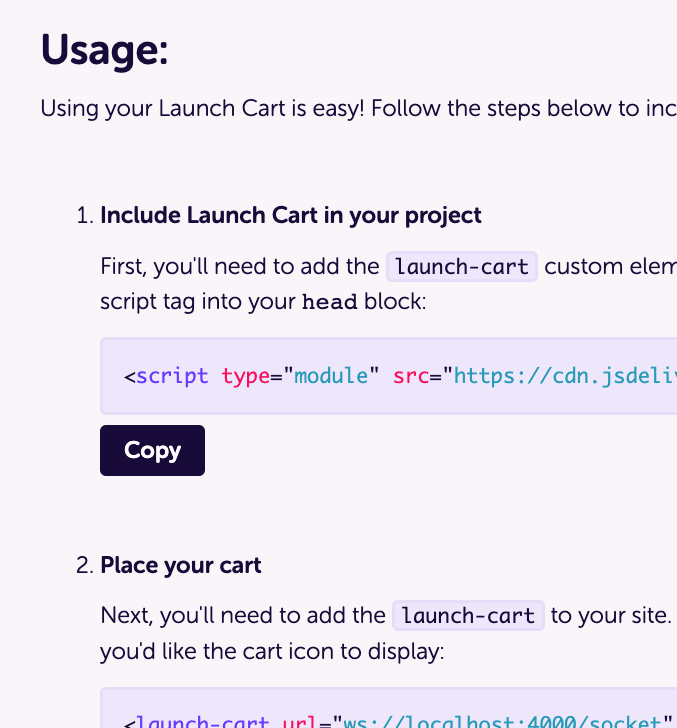 Usage:
Using your Launch Cart is easy! Follow the steps below to inc
1. Include Launch Cart in your project
First, you'll need to add the launch-cart custom elem
script tag into your head block:
<script type="module" src="https://cdn.jsdeliv
Copy
2. Place your cart
Next, you'll need to add the launch-cart to your site.
you'd like the cart icon to display:
<launch-cart url="ws://localhost:4000/socket"